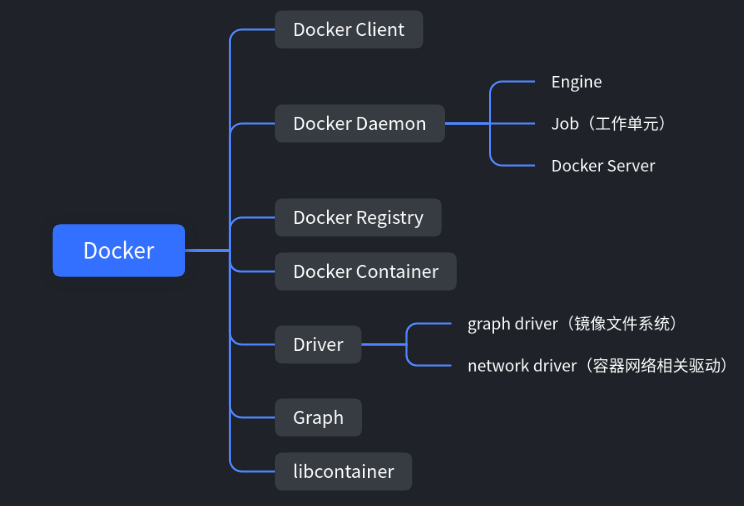 Docker
Docker Client
Docker Daemon
Engine
Job（工作单元）
Docker Server
Docker Registry
Docker Container
Driver
graph driver（镜像文件系统）
network driver（容器网络相关驱动）
Graph
libcontainer